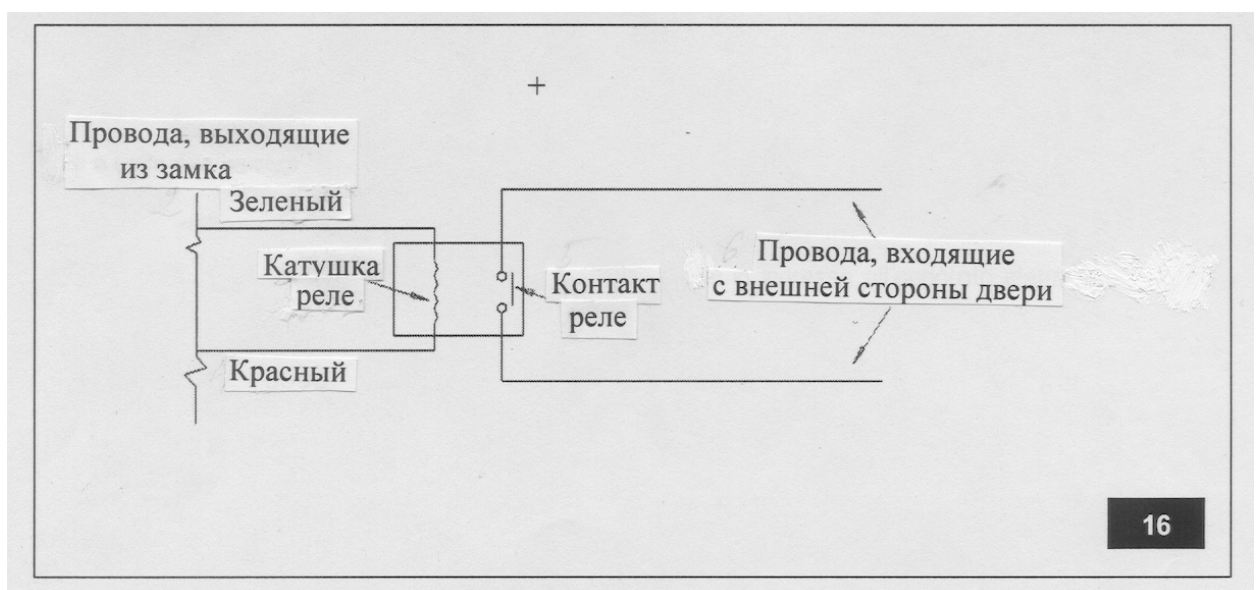 Провода, выходящие
из замка
Зеленый
Катушка
реле
Контакт
реле
Провода, входящие
с внешней стороны двери
Красный
16